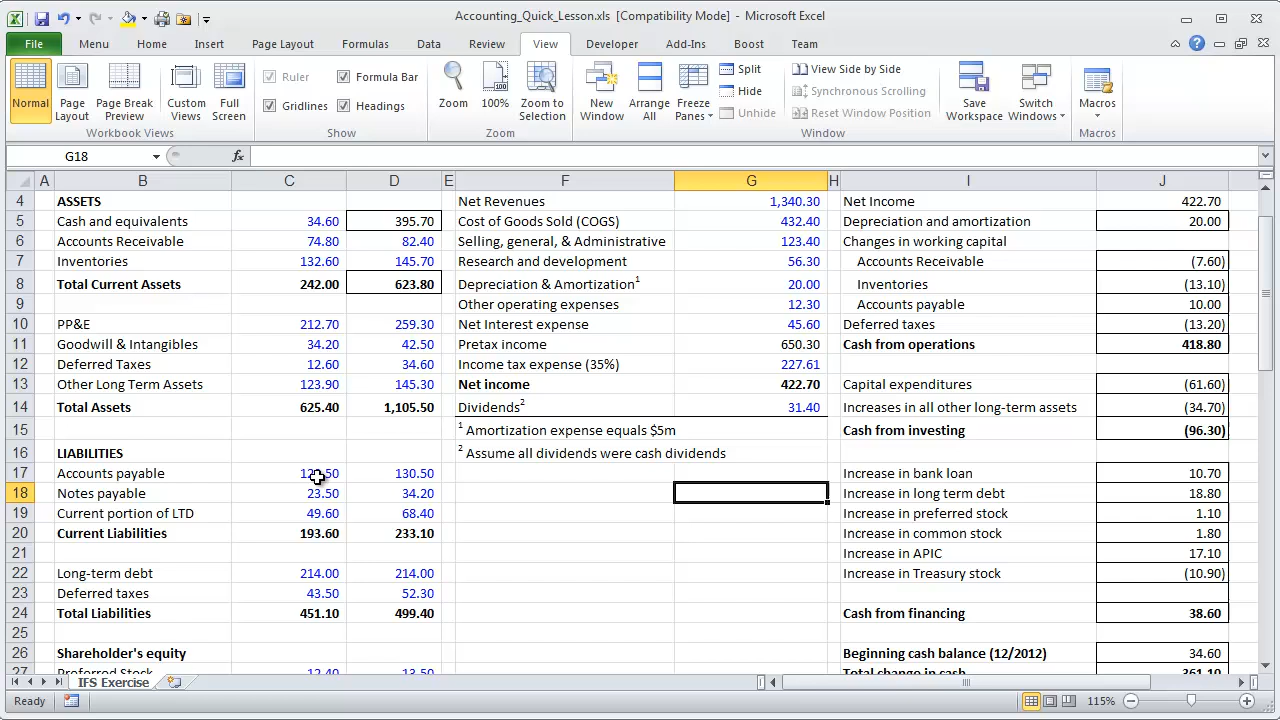 Accounting_Quick_Lesson.xls [Compatibility Mode] - Microsoft Excel
File Menu Home Insert Page Layout Formulas Data Review View Developer Add-Ins Boost Team
Normal Page Layout Page Break Preview Custom Views Full Screen Ruler Formula Bar Gridlines Headings Zoom 100% Zoom to Selection New Window Arrange All Freeze Panes Split Hide Unhide View Side by Side Synchronous Scrolling Reset Window Position Save Workspace Switch Windows Macros
Workbook Views Show Zoom Window Macros
G18 fx
A B C D E F G H I J
4 ASSETS Net Revenues 1,340.30 Net Income 422.70
5 Cash and equivalents 34.60 395.70 Cost of Goods Sold (COGS) 432.40 Depreciation and amortization 20.00
6 Accounts Receivable 74.80 82.40 Selling, general, & Administrative 123.40 Changes in working capital
7 Inventories 132.60 145.70 Research and development 56.30 Accounts Receivable (7.60)
8 Total Current Assets 242.00 623.80 Depreciation & Amortization¹ 20.00 Inventories (13.10)
9 Other operating expenses 12.30 Accounts payable 10.00
10 PP&E 212.70 259.30 Net Interest expense 45.60 Deferred taxes (13.20)
11 Goodwill & Intangibles 34.20 42.50 Pretax income 650.30 Cash from operations 418.80
12 Deferred Taxes 12.60 34.60 Income tax expense (35%) 227.61
13 Other Long Term Assets 123.90 145.30 Net income 422.70 Capital expenditures (61.60)
14 Total Assets 625.40 1,105.50 Dividends² 31.40 Increases in all other long-term assets (34.70)
15 ¹ Amortization expense equals $5m Cash from investing (96.30)
16 LIABILITIES ² Assume all dividends were cash dividends
17 Accounts payable 130.50 Increase in bank loan 10.70
18 Notes payable 23.50 34.20 Increase in long term debt 18.80
19 Current portion of LTD 49.60 68.40 Increase in preferred stock 1.10
20 Current Liabilities 193.60 233.10 Increase in common stock 1.80
21 Increase in APIC 17.10
22 Long-term debt 214.00 214.00 Increase in Treasury stock (10.90)
23 Deferred taxes 43.50 52.30
24 Total Liabilities 451.10 499.40 Cash from financing 38.60
25
26 Shareholder's equity Beginning cash balance (12/2012) 34.60
27 Preferred Stock 12.40 13.50 Total change in cash 361.10
IFS Exercise
Ready 115%